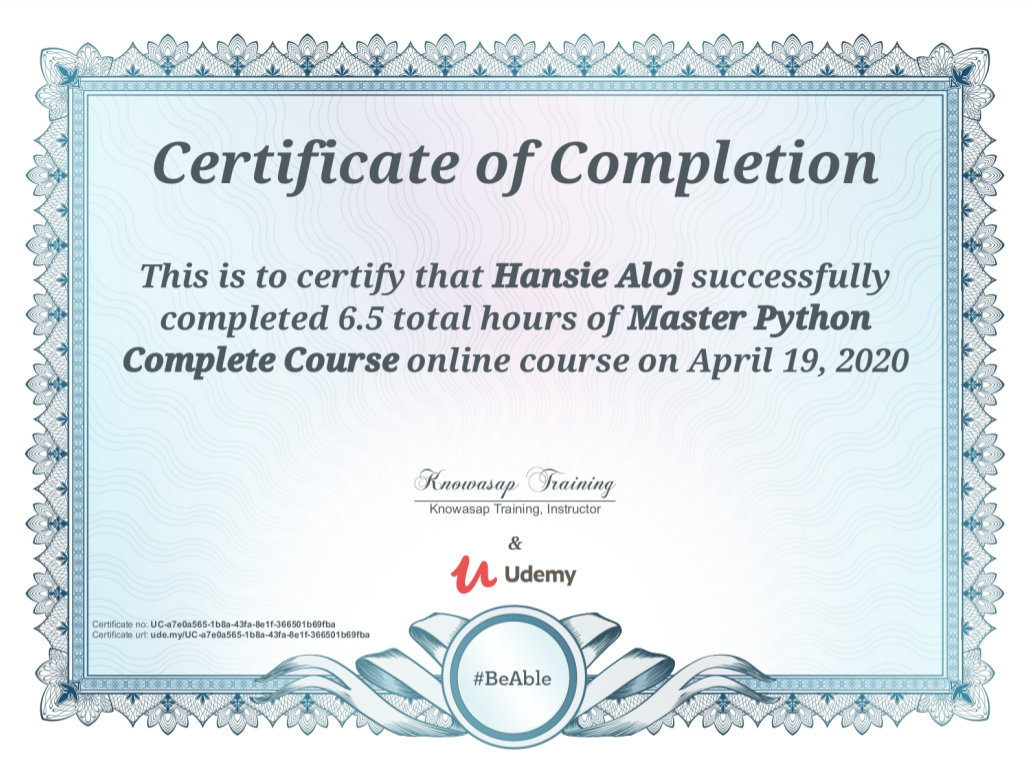 Certificate of Completion
This is to certify that Hansie Aloj successfully
completed 6.5 total hours of Master Python
Complete Course online course on April 19, 2020
Knowasap Training
Knowasap Training, Instructor
&
Udemy
Certificate no: UC-a7e0a565-1b8a-43fa-8e1f-366501b69fba
Certificate url: ude.my/UC-a7e0a565-1b8a-43fa-8e1f-366501b69fba
#BeAble